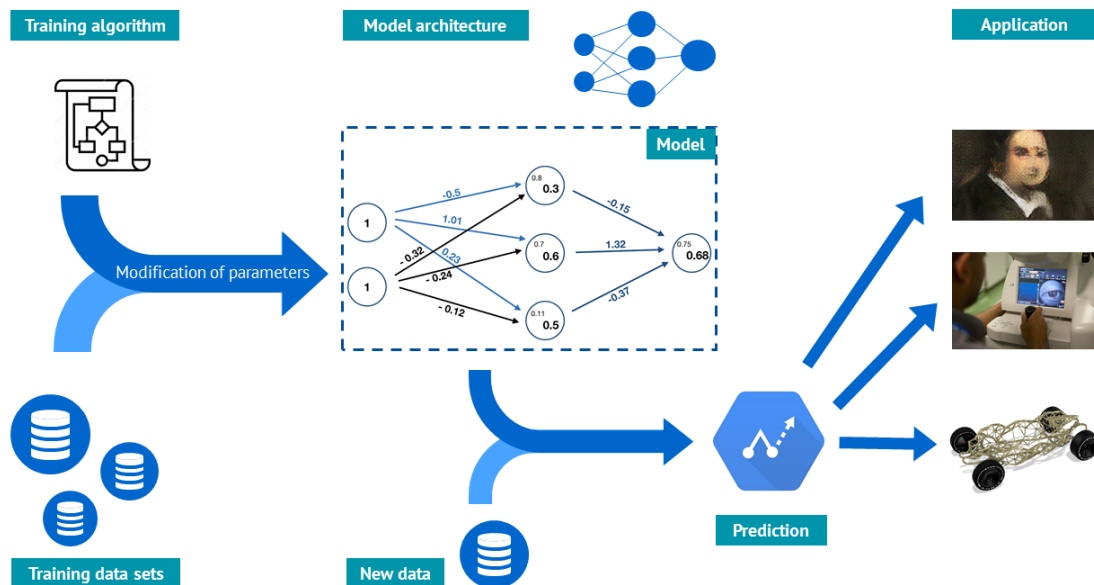 Training algorithm
Model architecture
Application
Model
-0.5
1.01
0.23
- 0.32
- 0.24
- 0.12
1
1
0.8
0.3
0.7
0.6
0.11
0.5
-0.15
1.32
-0.37
0.75
0.68
Modification of parameters
Prediction
Training data sets
New data